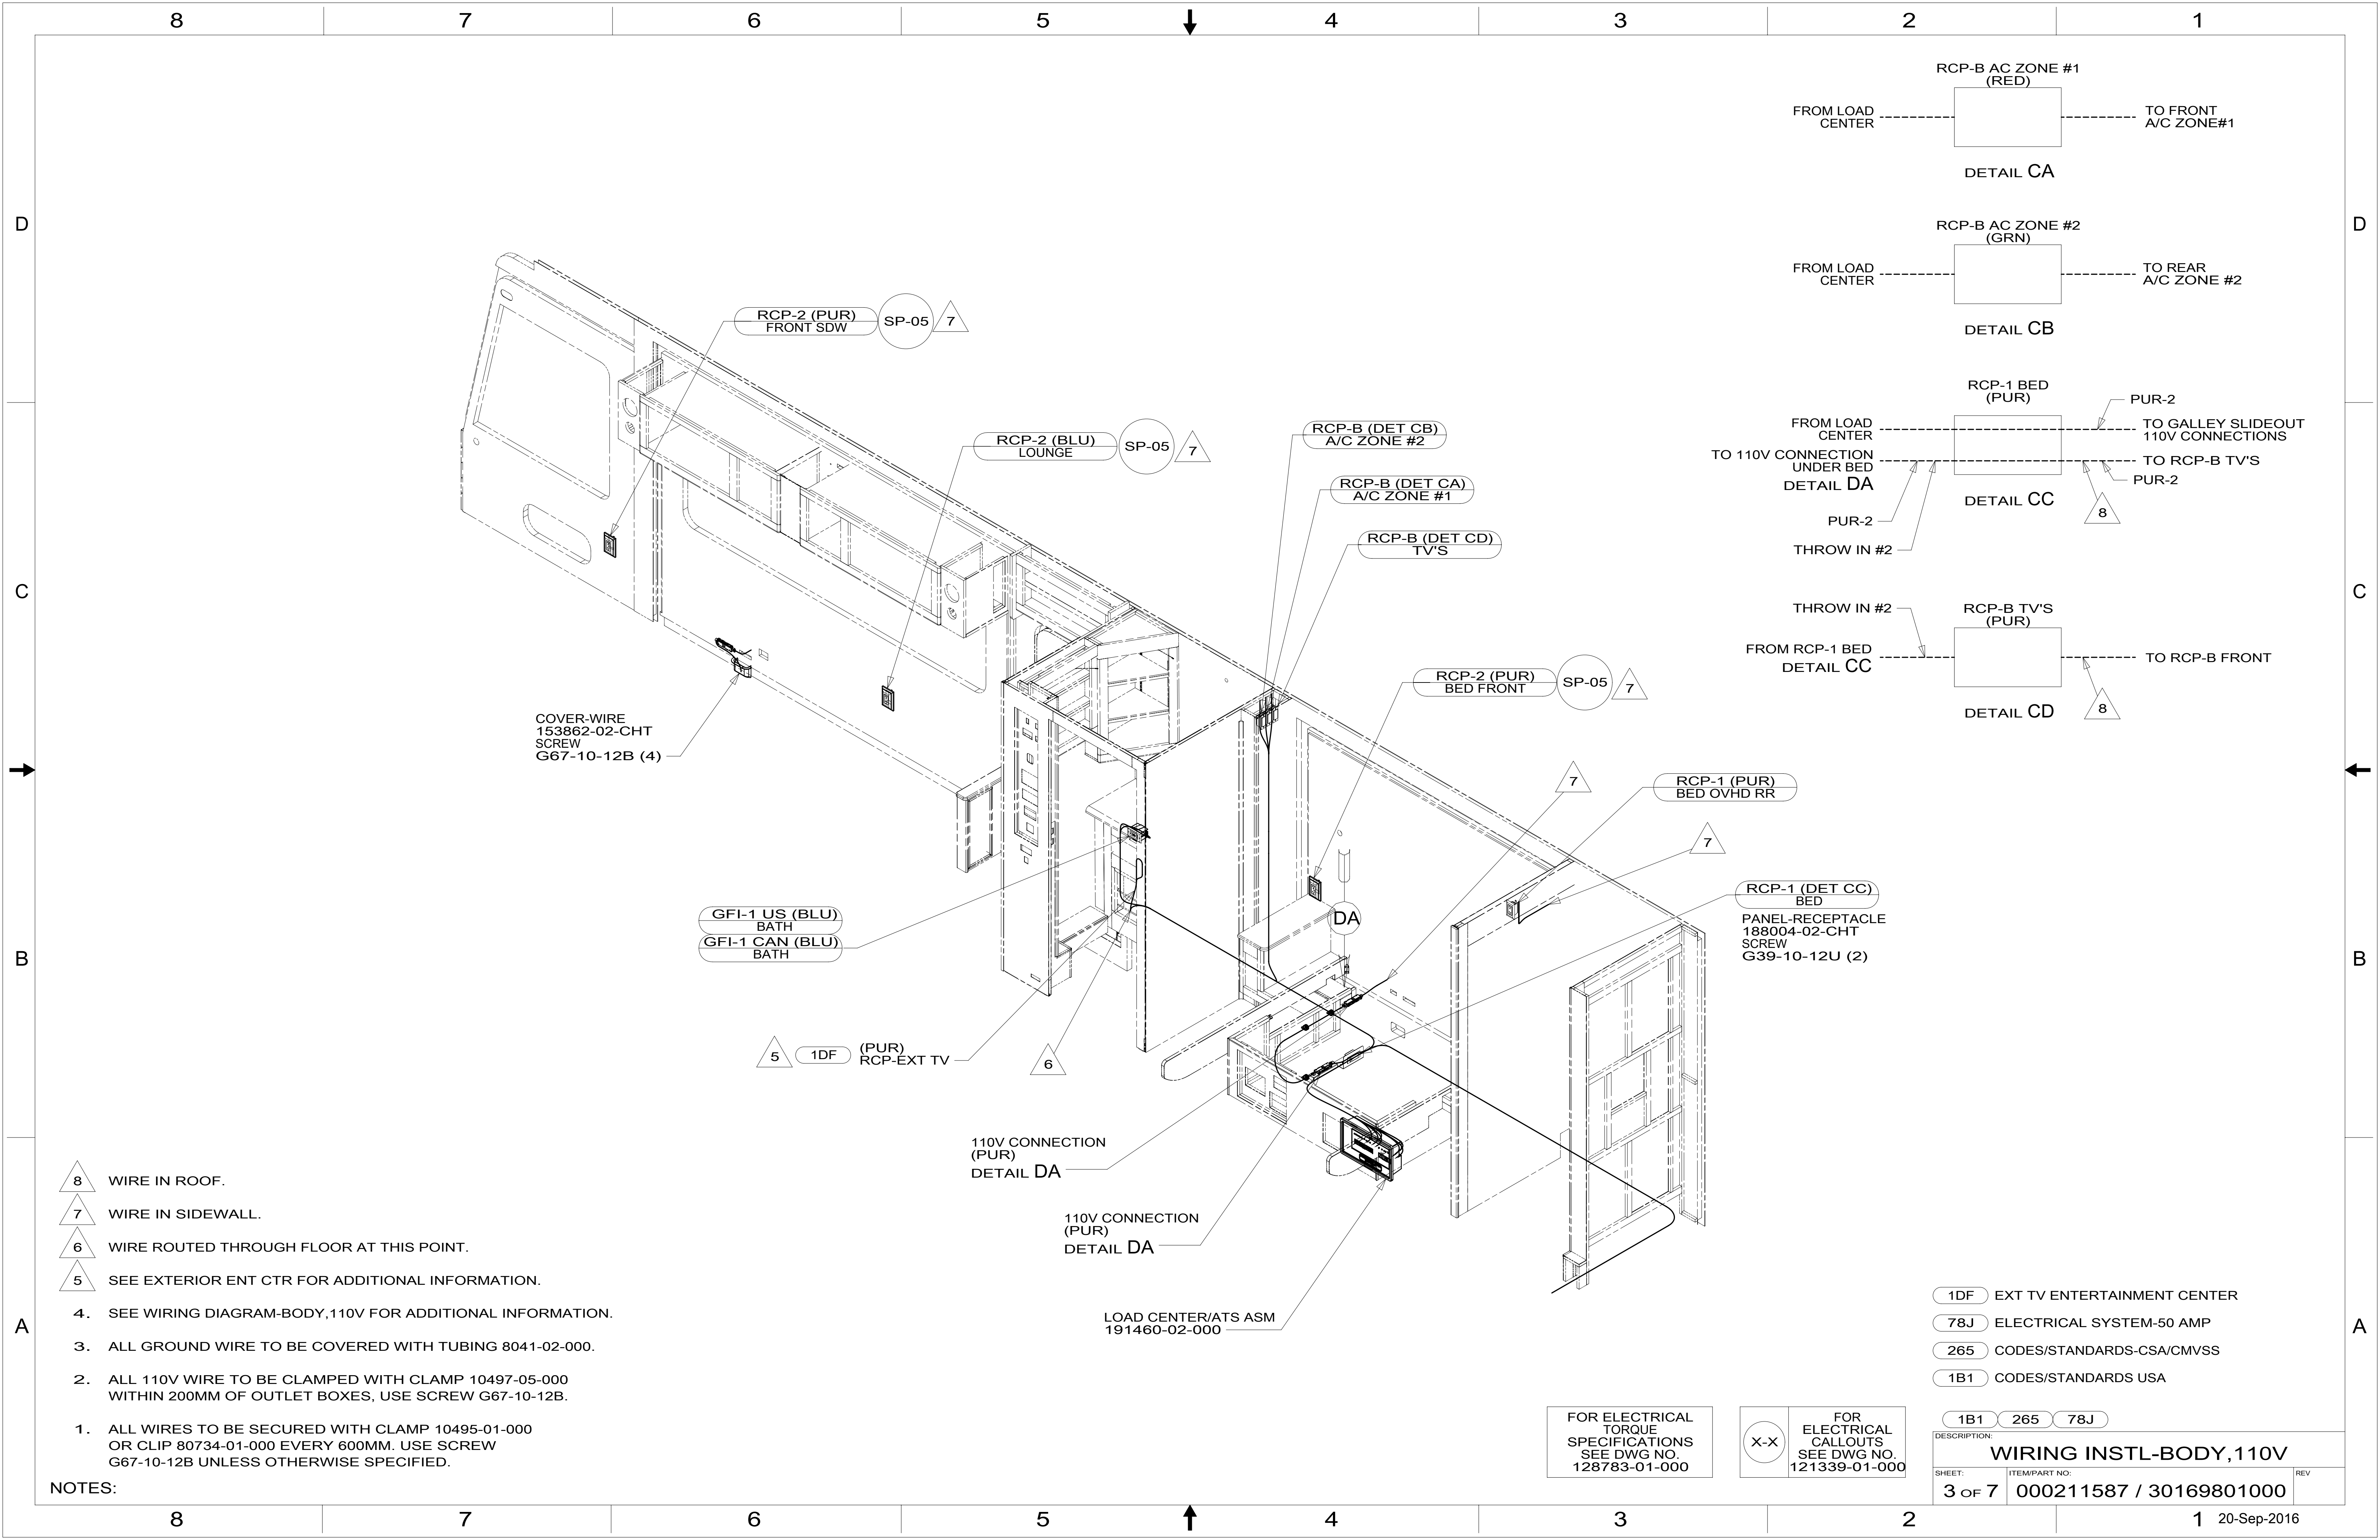 8 7 6 5 4 3 2 1
D
C
B
A
D
C
B
A
RCP-B AC ZONE #1
(RED)
FROM LOAD
CENTER
TO FRONT
A/C ZONE#1
DETAIL CA
RCP-B AC ZONE #2
(GRN)
FROM LOAD
CENTER
TO REAR
A/C ZONE #2
DETAIL CB
RCP-1 BED
(PUR)
PUR-2
FROM LOAD
CENTER
TO GALLEY SLIDEOUT
110V CONNECTIONS
TO 110V CONNECTION
UNDER BED
DETAIL DA
TO RCP-B TV'S
PUR-2
DETAIL CC
8
PUR-2
THROW IN #2
THROW IN #2
RCP-B TV'S
(PUR)
FROM RCP-1 BED
DETAIL CC
TO RCP-B FRONT
DETAIL CD
8
RCP-2 (PUR)
FRONT SDW
SP-05
7
RCP-2 (BLU)
LOUNGE
SP-05
7
RCP-B (DET CB)
A/C ZONE #2
RCP-B (DET CA)
A/C ZONE #1
RCP-B (DET CD)
TV'S
RCP-2 (PUR)
BED FRONT
SP-05
7
COVER-WIRE
153862-02-CHT
SCREW
G67-10-12B (4)
7
RCP-1 (PUR)
BED OVHD RR
7
RCP-1 (DET CC)
BED
PANEL-RECEPTACLE
188004-02-CHT
SCREW
G39-10-12U (2)
DA
GFI-1 US (BLU)
BATH
GFI-1 CAN (BLU)
BATH
5 1DF (PUR)
RCP-EXT TV
6
110V CONNECTION
(PUR)
DETAIL DA
110V CONNECTION
(PUR)
DETAIL DA
LOAD CENTER/ATS ASM
191460-02-000
8 WIRE IN ROOF.
7 WIRE IN SIDEWALL.
6 WIRE ROUTED THROUGH FLOOR AT THIS POINT.
5 SEE EXTERIOR ENT CTR FOR ADDITIONAL INFORMATION.
4. SEE WIRING DIAGRAM-BODY,110V FOR ADDITIONAL INFORMATION.
3. ALL GROUND WIRE TO BE COVERED WITH TUBING 8041-02-000.
2. ALL 110V WIRE TO BE CLAMPED WITH CLAMP 10497-05-000
WITHIN 200MM OF OUTLET BOXES, USE SCREW G67-10-12B.
1. ALL WIRES TO BE SECURED WITH CLAMP 10495-01-000
OR CLIP 80734-01-000 EVERY 600MM. USE SCREW
G67-10-12B UNLESS OTHERWISE SPECIFIED.
NOTES:
FOR ELECTRICAL
TORQUE
SPECIFICATIONS
SEE DWG NO.
128783-01-000
X-X
FOR
ELECTRICAL
CALLOUTS
SEE DWG NO.
121339-01-000
1DF EXT TV ENTERTAINMENT CENTER
78J ELECTRICAL SYSTEM-50 AMP
265 CODES/STANDARDS-CSA/CMVSS
1B1 CODES/STANDARDS USA
1B1 265 78J
DESCRIPTION:
WIRING INSTL-BODY,110V
SHEET: ITEM/PART NO: REV
3 OF 7 000211587 / 30169801000
8 7 6 5 4 3 2 1
20-Sep-2016